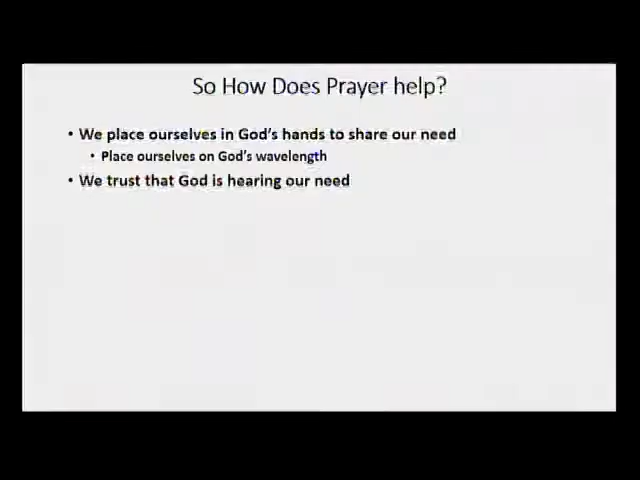 So How Does Prayer help?
• We place ourselves in God's hands to share our need
• Place ourselves on God's wavelength
• We trust that God is hearing our need